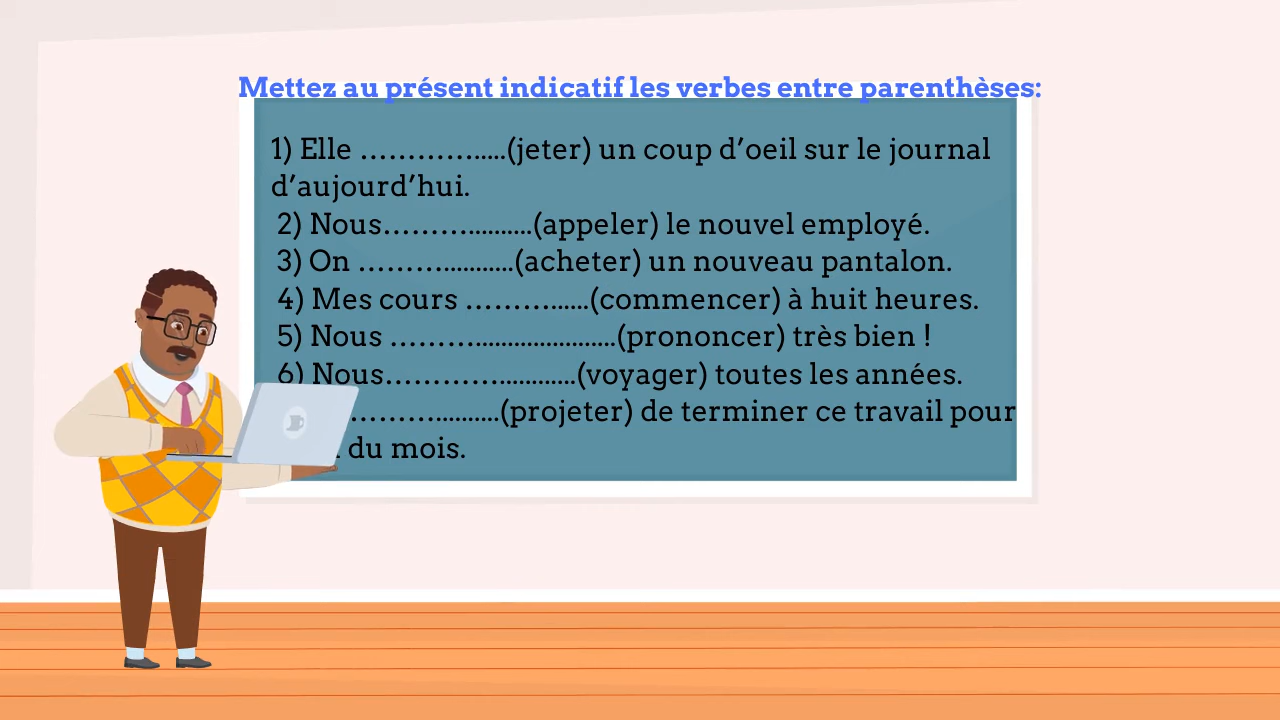 Mettez au présent indicatif les verbes entre parenthèses:
1) Elle ………….....(jeter) un coup d’oeil sur le journal
d’aujourd’hui.
2) Nous………..........(appeler) le nouvel employé.
3) On ………...........(acheter) un nouveau pantalon.
4) Mes cours ………......(commencer) à huit heures.
5) Nous ……….....................(prononcer) très bien !
6) Nous…………............(voyager) toutes les années.
………..........(projeter) de terminer ce travail pour
du mois.